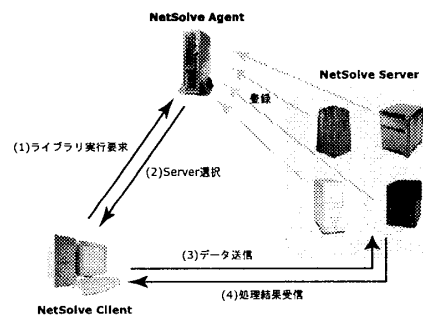 NetSolve Agent
NetSolve Server
登録
(1)ライブラリ実行要求
(2)Server選択
(3)データ送信
(4)処理結果受信
NetSolve Client